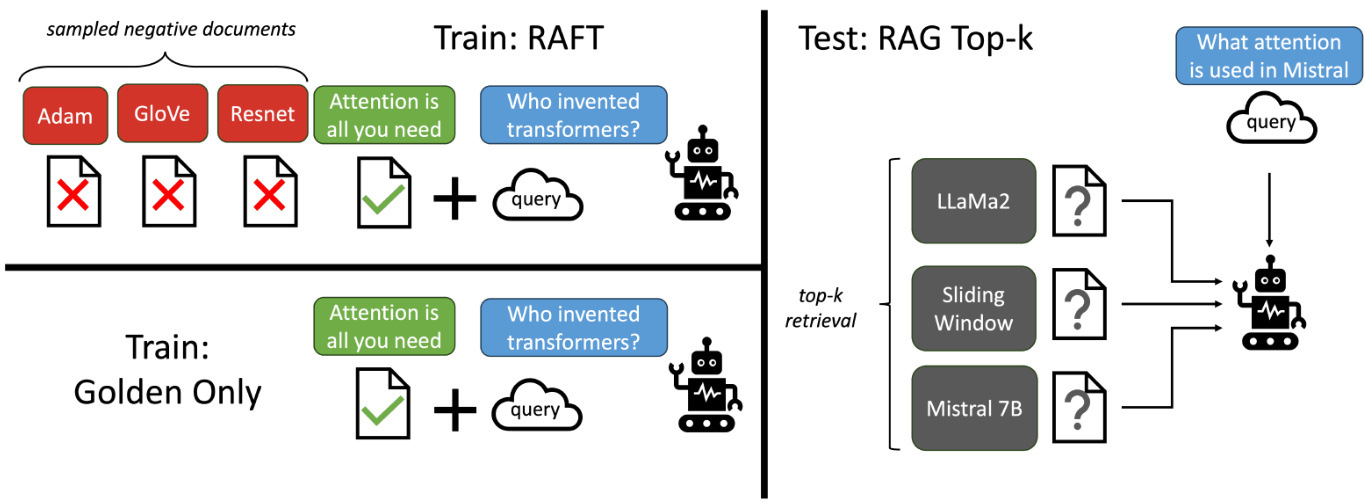 sampled negative documents
Train: RAFT
Adam
GloVe
Resnet
Attention is
all you need
Who invented
transformers?
query
Train:
Golden Only
Attention is
all you need
Who invented
transformers?
query
Test: RAG Top-k
What attention
is used in Mistral
query
top-k
retrieval
LLaMa2
?
Sliding
Window
?
Mistral 7B
?